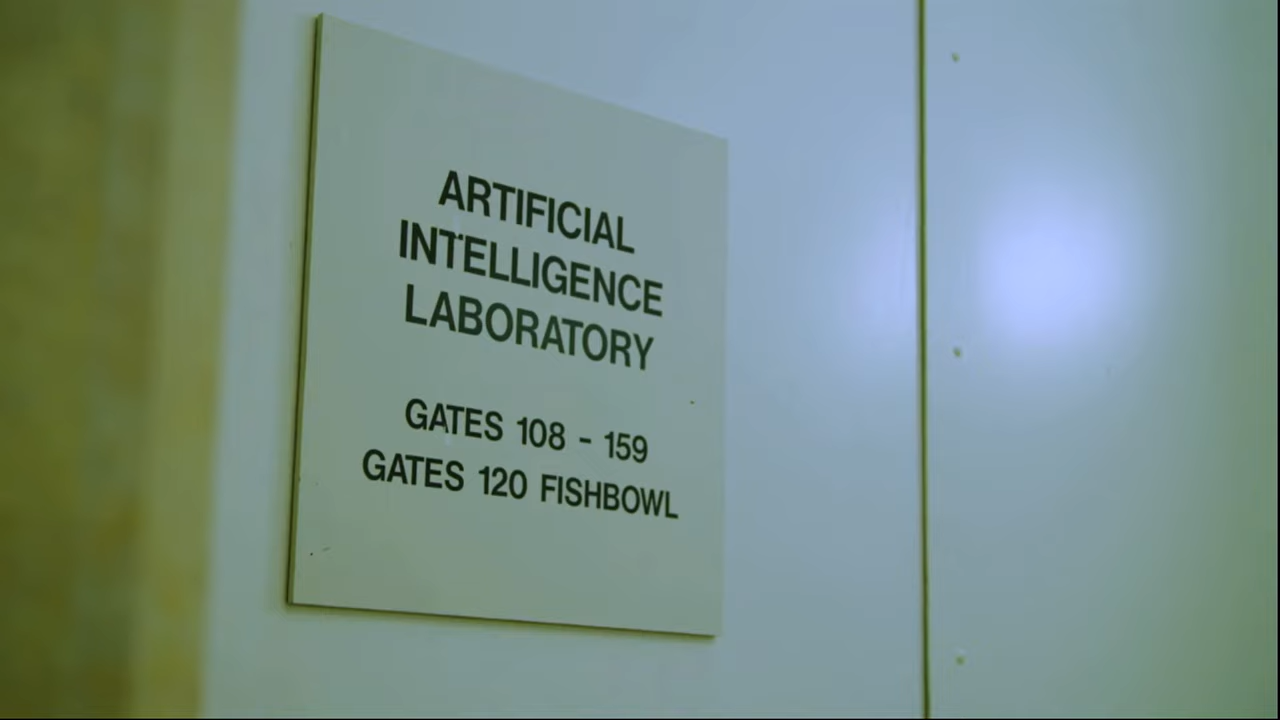 ARTIFICIAL
INTELLIGENCE
LABORATORY
GATES 108 - 159
GATES 120 FISHBOWL